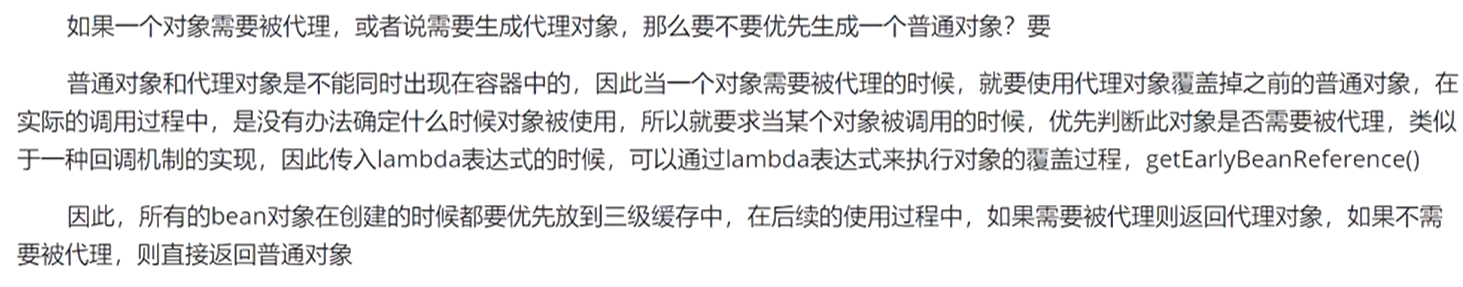 如果一个对象需要被代理，或者说需要生成代理对象，那么要不要优先生成一个普通对象？要
普通对象和代理对象是不能同时出现在容器中的，因此当一个对象需要被代理的时候，就要使用代理对象覆盖掉之前的普通对象，在
实际的调用过程中，是没有办法确定什么时候对象被使用，所以就要求当某个对象被调用的时候，优先判断此对象是否需要被代理，类似
于一种回调机制的实现，因此传入lambda表达式的时候，可以通过lambda表达式来执行对象的覆盖过程，getEarlyBeanReference()
因此，所有的bean对象在创建的时候都要优先放到三级缓存中，在后续的使用过程中，如果需要被代理则返回代理对象，如果不需
要被代理，则直接返回普通对象